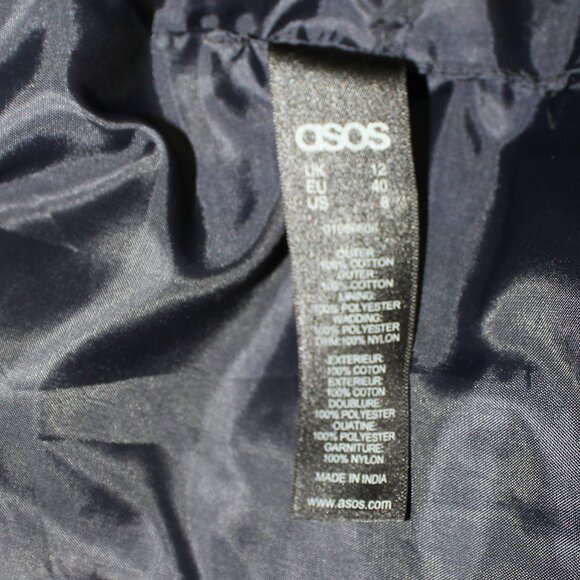 asos
UK 12
EU 40
US 8
OUTER:
100% COTTON
OUTER:
100% COTTON
LINING:
100% POLYESTER
WADDING:
100% POLYESTER
TRIM: 100% NYLON
EXTERIEUR:
100% COTON
EXTERIEUR:
100% COTON
DOUBLURE:
100% POLYESTER
OUATINE:
100% POLYESTER
GARNITURE:
100% NYLON
MADE IN INDIA
www.asos.com